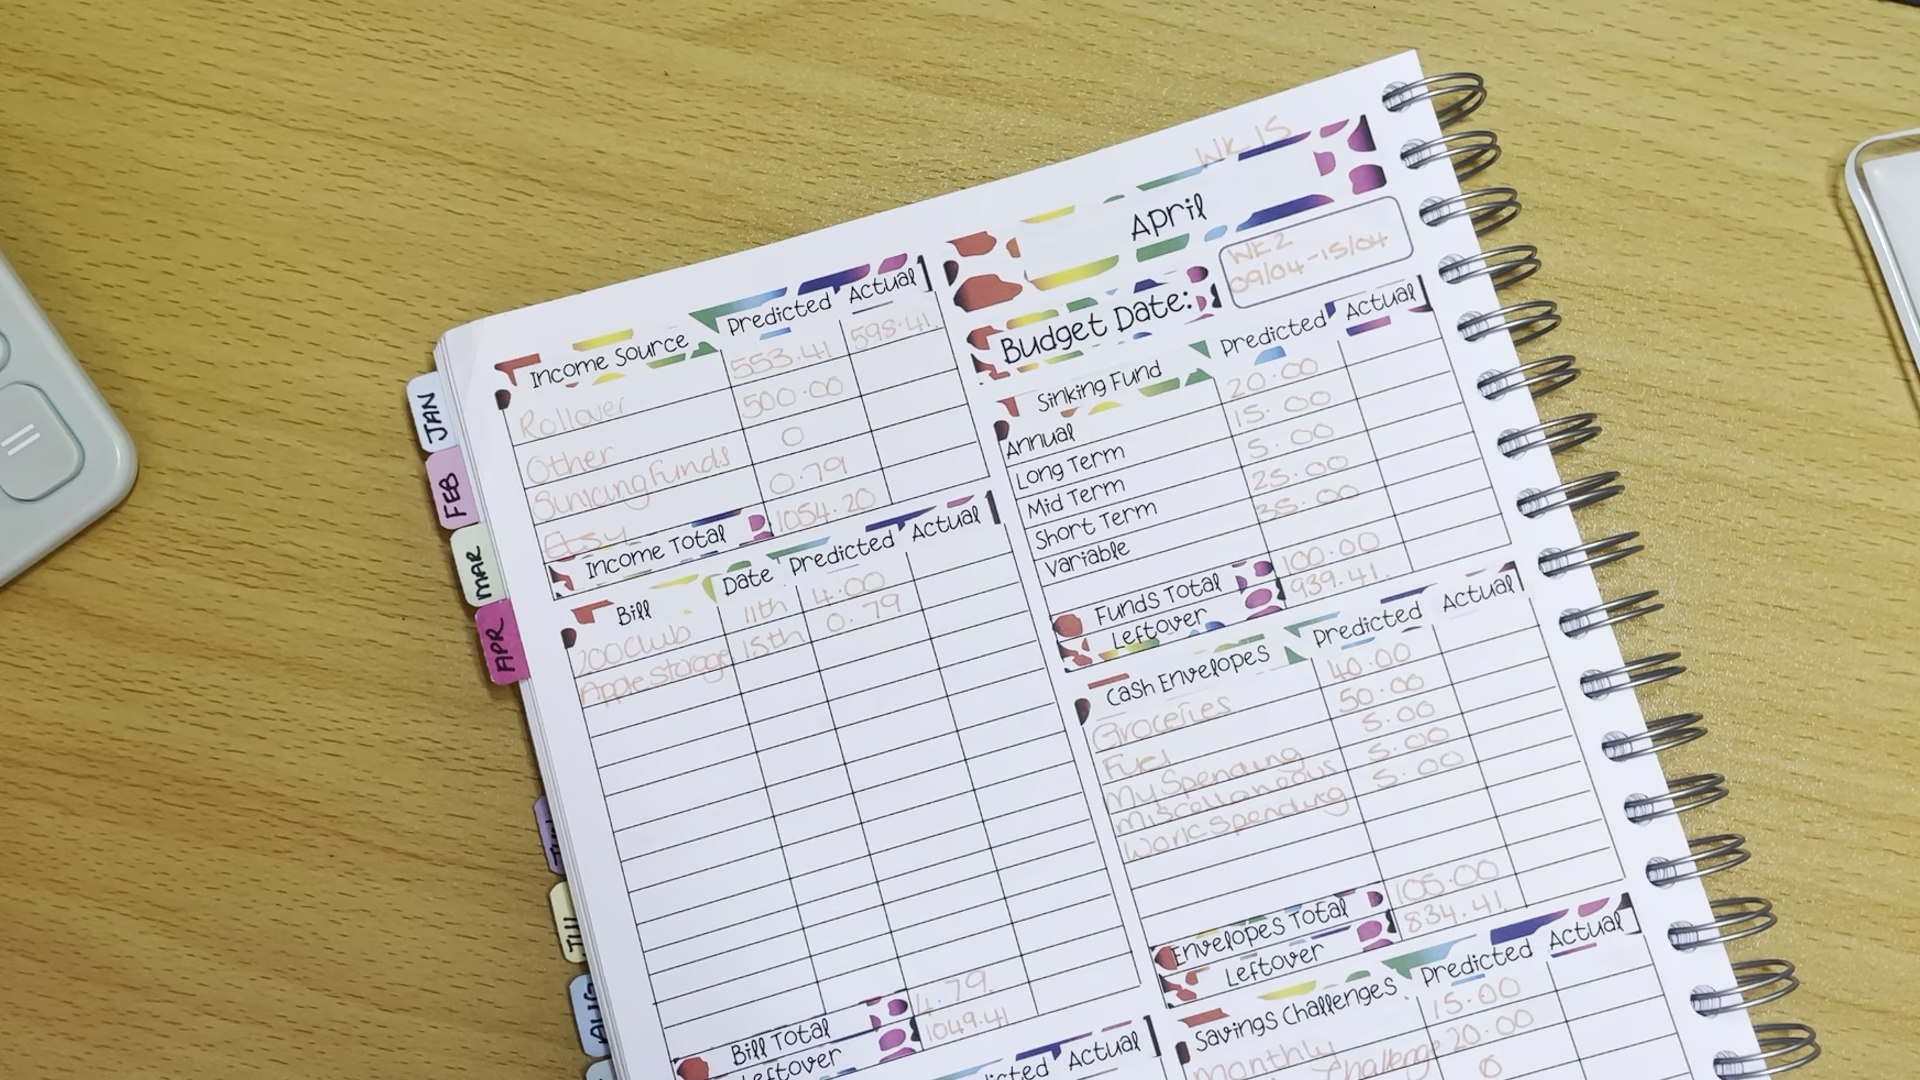 WK 15
April
Budget Date: WK 2
09/04-15/04
Income Source Predicted Actual
Rollover 553.41 598.41
Other 500.00
Sinking Funds 0
Etsy 0.79
Income Total 1054.20
Bill Date Predicted Actual
200 Club 11th 4.00
Apple storage 15th 0.79
Bill Total 4.79
Leftover 1049.41
Actual
Sinking Fund Predicted Actual
Annual 20.00
Long Term 15.00
Mid Term 5.00
Short Term 25.00
Variable 35.00
Funds Total 100.00
Leftover 939.41
Cash Envelopes Predicted Actual
Groceries 40.00
Fuel 50.00
My Spending 5.00
Miscellaneous 5.00
Work Spending 5.00
Envelopes Total 105.00
Leftover 834.41
Savings Challenges Predicted Actual
Monthly 15.00
Challenge 20.00
0
JAN
FEB
MAR
APR
AUG